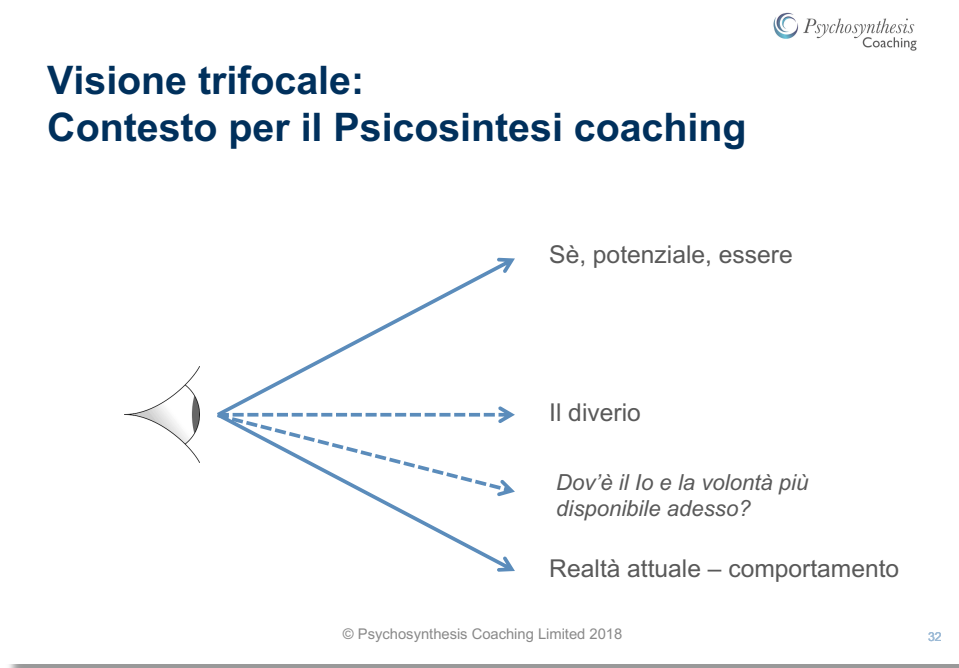 Psychosynthesis
Coaching
Visione trifocale:
Contesto per il Psicosintesi coaching
Sè, potenziale, essere
Il diverio
Dov’è il Io e la volontà più
disponibile adesso?
Realtà attuale – comportamento
© Psychosynthesis Coaching Limited 2018
32